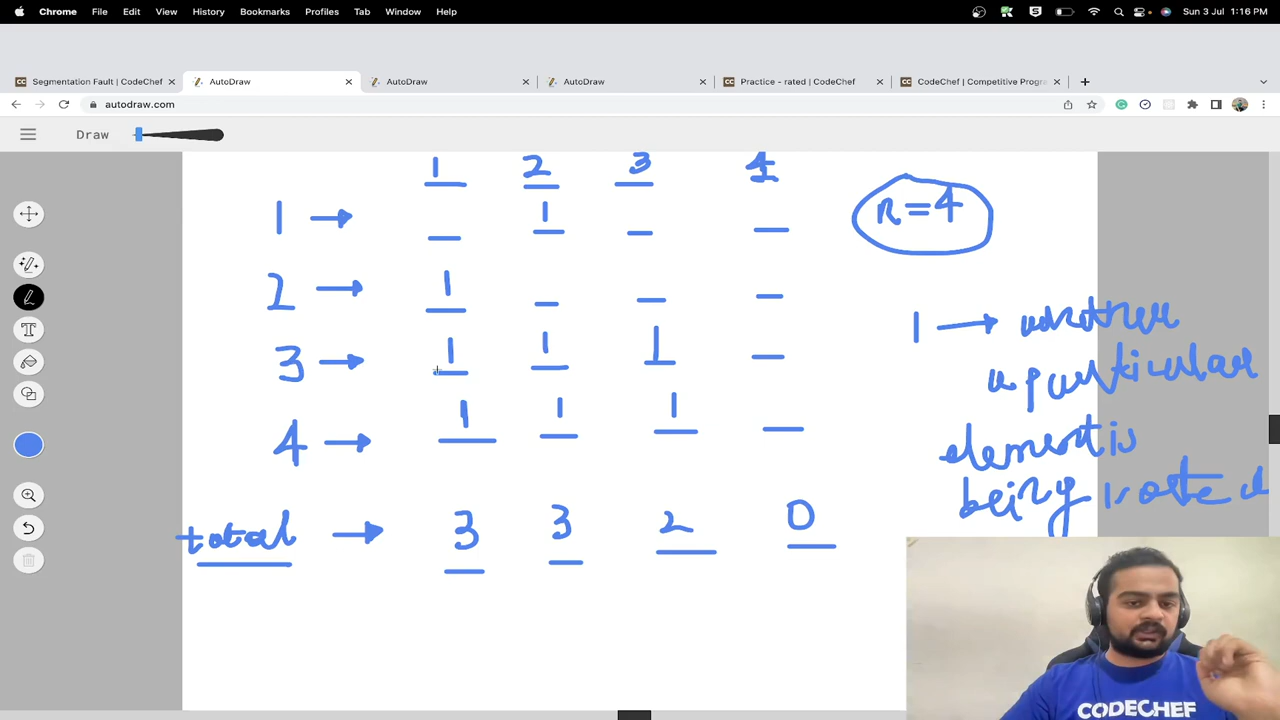 Chrome File Edit View History Bookmarks Profiles Tab Window Help Sun 3 Jul 1:16 PM
Segmentation Fault | CodeChef AutoDraw AutoDraw AutoDraw Practice - rated | CodeChef CodeChef | Competitive Progr
autodraw.com
Draw
1 2 3 4
n=4
1 → _ 1 _ _
2 → 1 _ _ _
1 → whether
3 → 1 1 1 _
a particular
4 → 1 1 1 _
element is
being voted
total → 3 3 2 0
CODECHEF